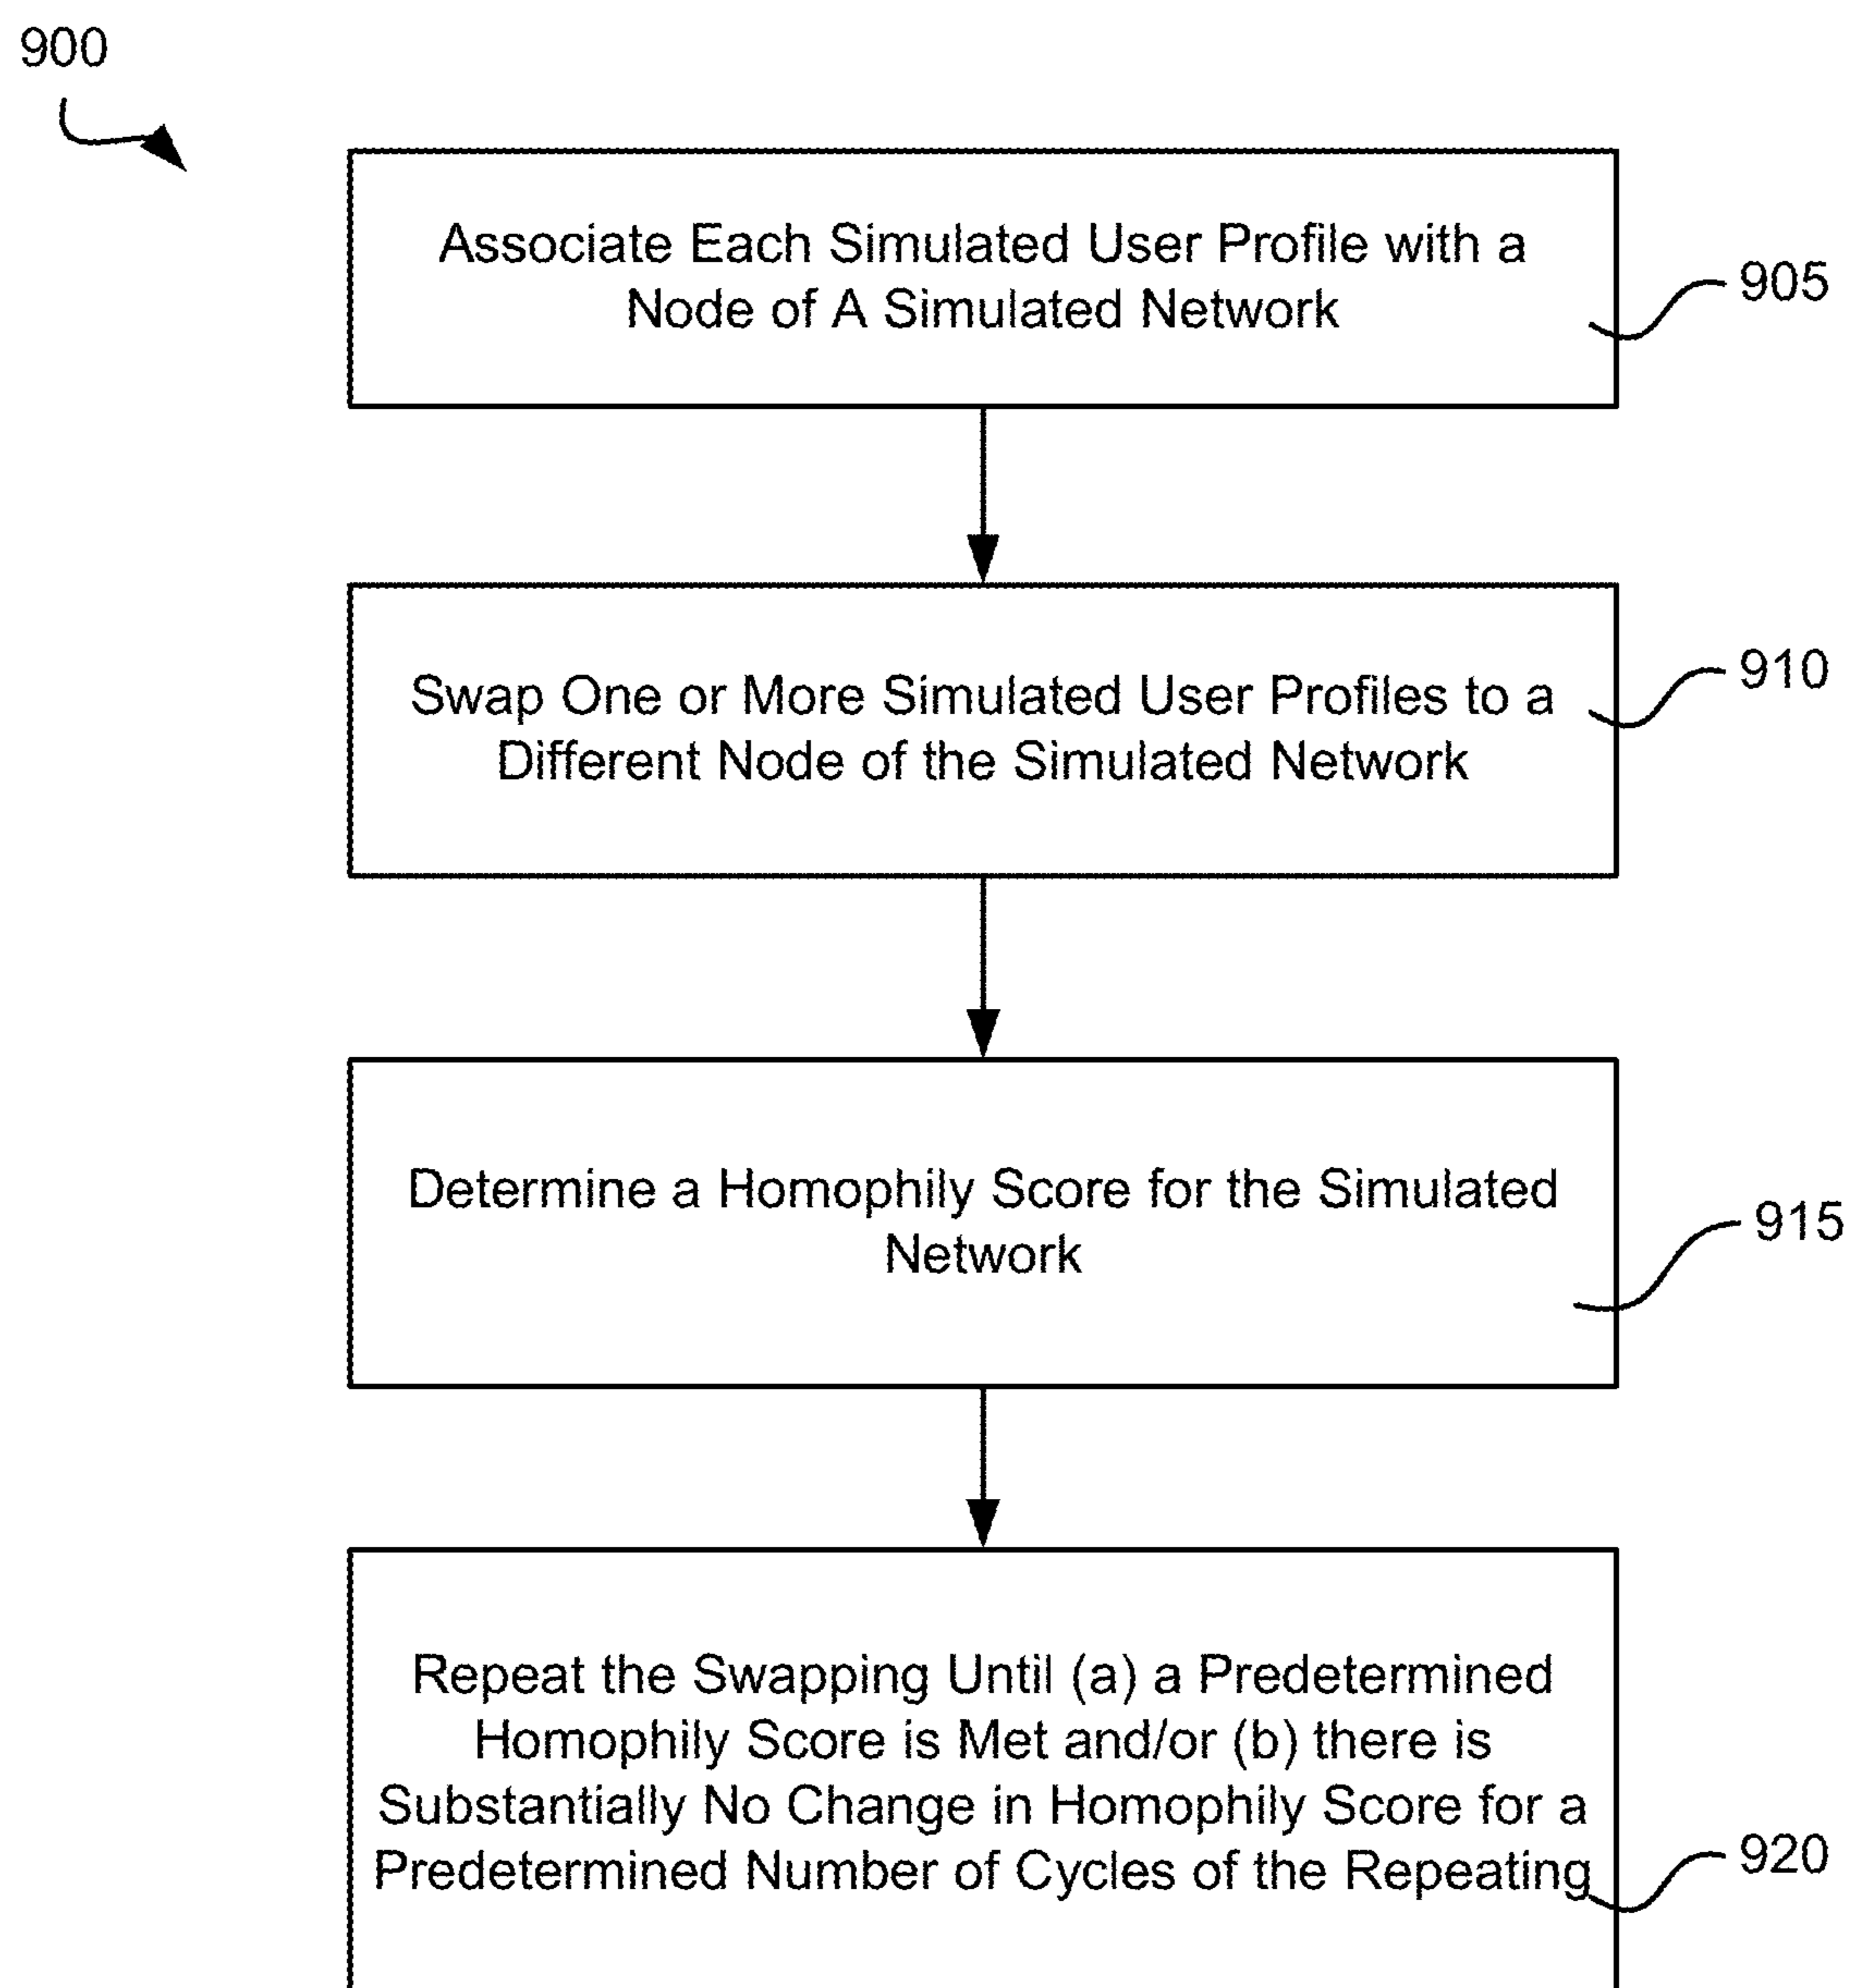 900
Associate Each Simulated User Profile with a
Node of A Simulated Network
905
Swap One or More Simulated User Profiles to a
Different Node of the Simulated Network
910
Determine a Homophily Score for the Simulated
Network
915
Repeat the Swapping Until (a) a Predetermined
Homophily Score is Met and/or (b) there is
Substantially No Change in Homophily Score for a
Predetermined Number of Cycles of the Repeating
920